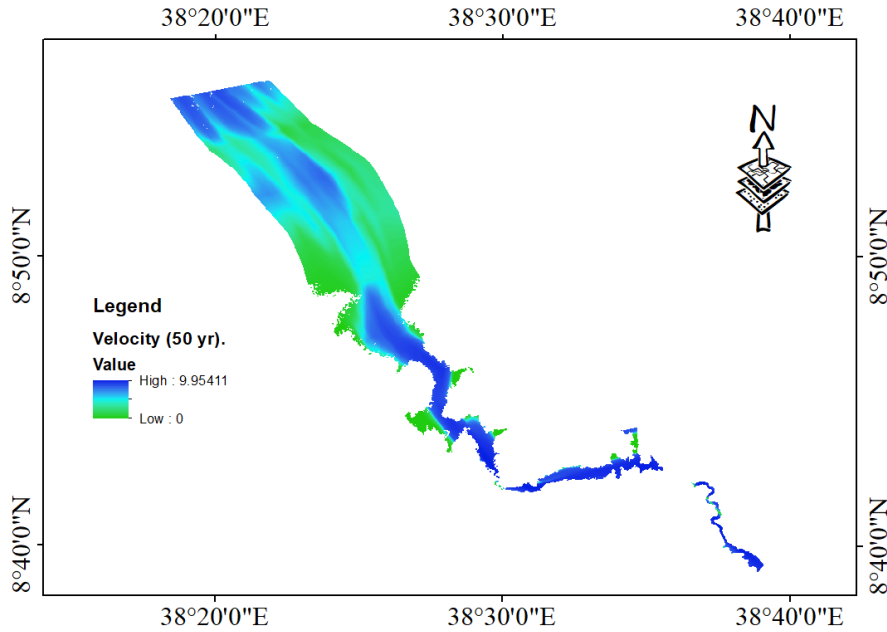 38°20'0"E 38°30'0"E 38°40'0"E
N
8°50'0"N 8°50'0"N
Legend
Velocity (50 yr).
Value
High : 9.95411
Low : 0
8°40'0"N 8°40'0"N
38°20'0"E 38°30'0"E 38°40'0"E